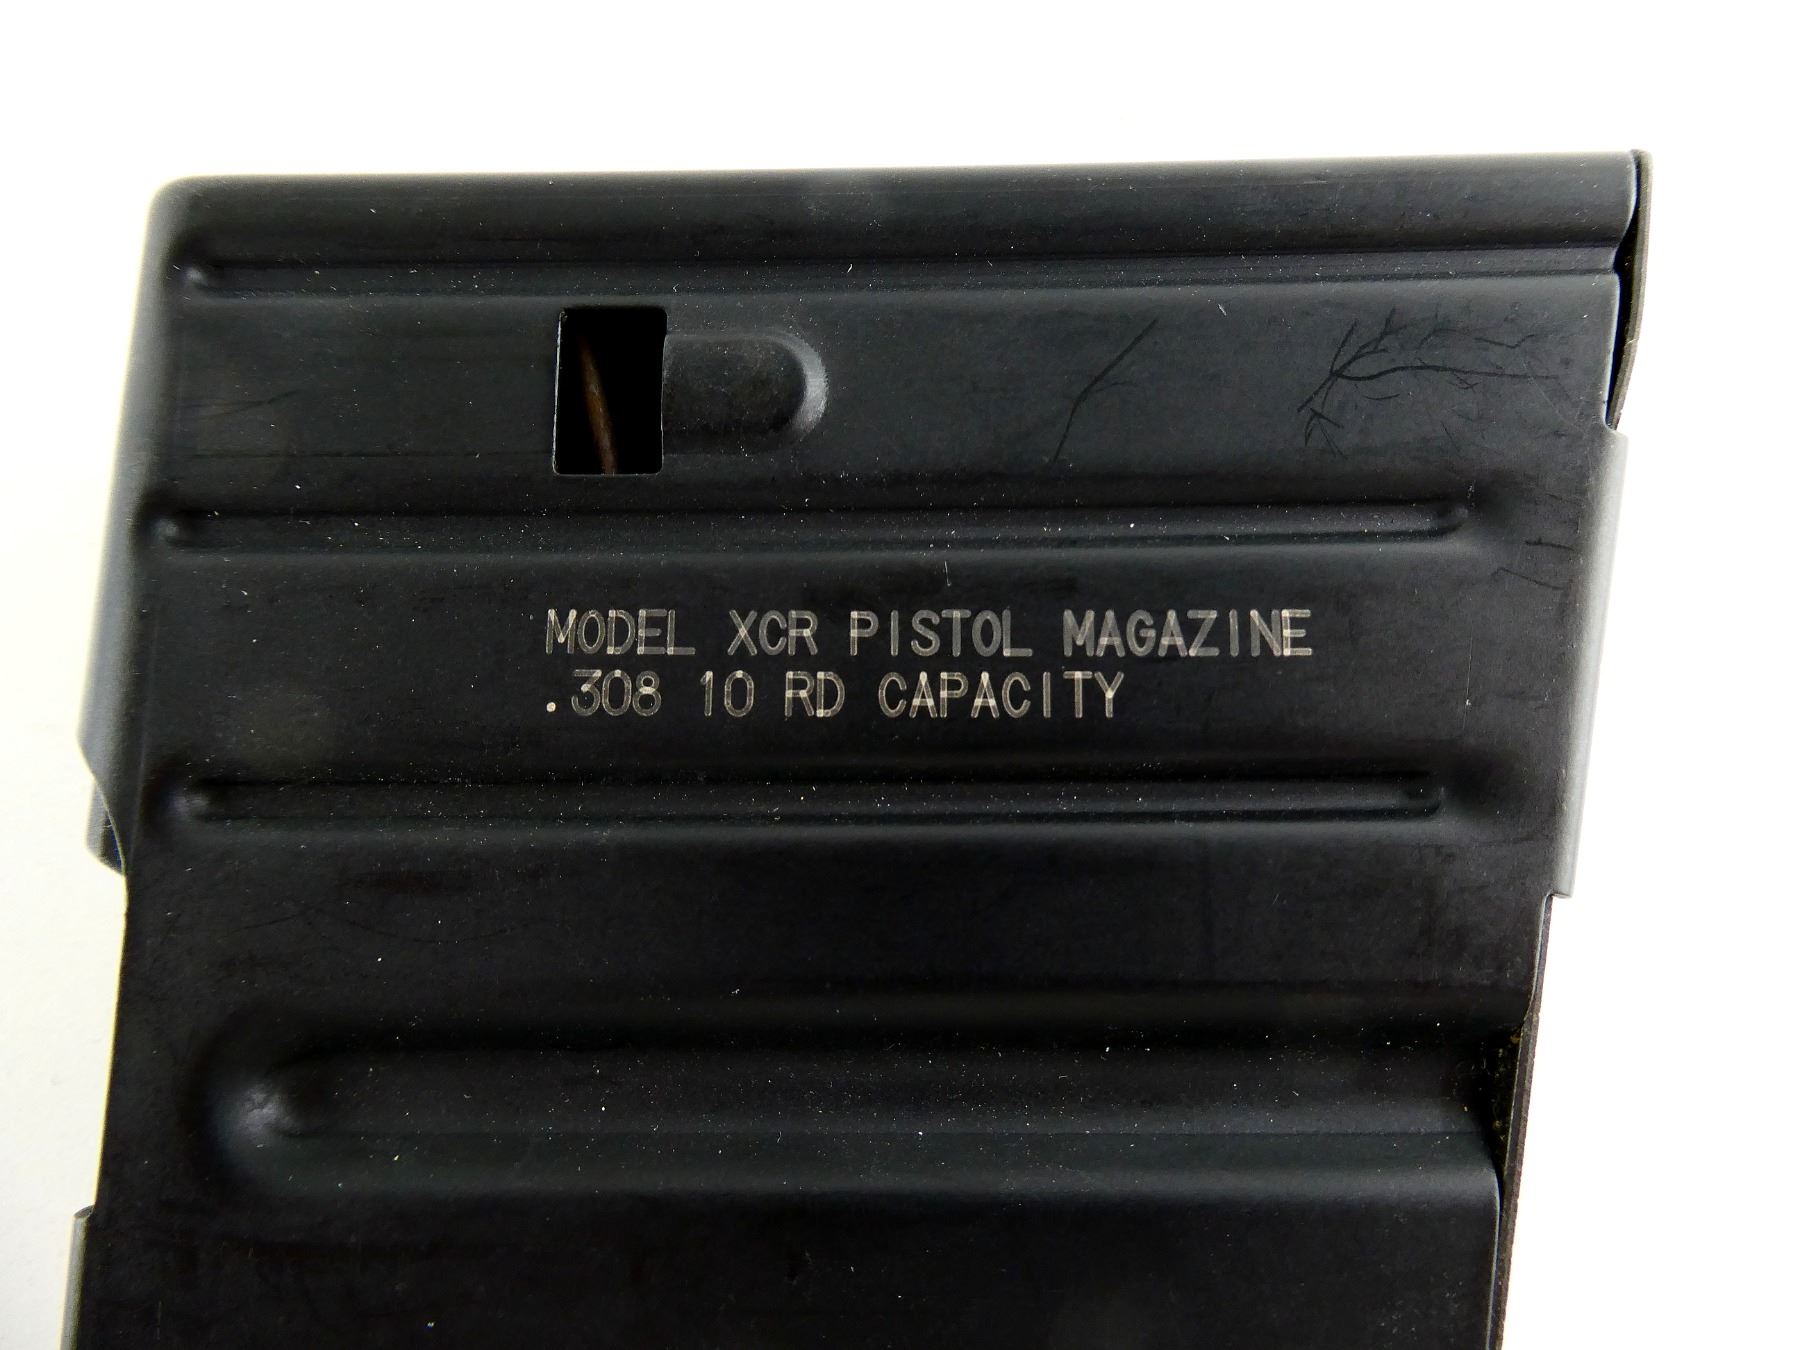 MODEL XCR PISTOL MAGAZINE
.308 10 RD CAPACITY